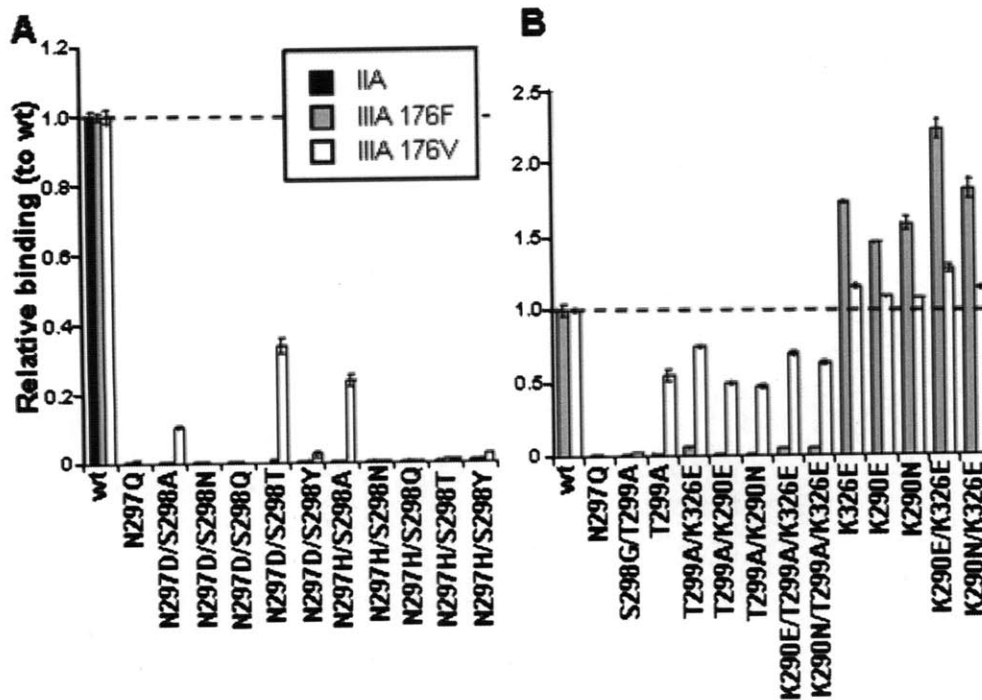 A
Relative binding (to wt)
1.2
1.0
0.8
0.6
0.4
0.2
0
IIA
IIIA 176F
IIIA 176V
wt
N297Q
N297D/S298A
N297D/S298N
N297D/S298Q
N297D/S298T
N297D/S298Y
N297H/S298A
N297H/S298N
N297H/S298Q
N297H/S298T
N297H/S298Y
B
2.5
2.0
1.5
1.0
0.5
0
wt
N297Q
S298G/T299A
T299A
T299A/K326E
T299A/K290E
T299A/K290N
K290E/T299A/K326E
K290N/T299A/K326E
K326E
K290E
K290N
K290E/K326E
K290N/K326E